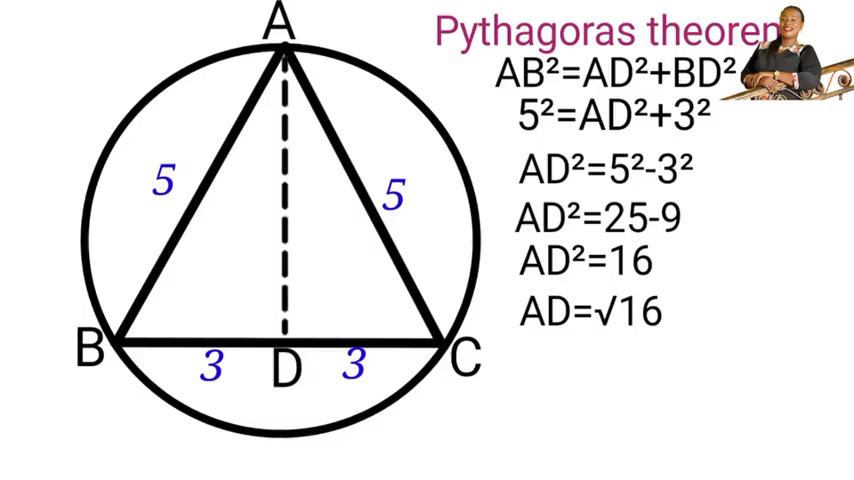 A
Pythagoras theorem
AB²=AD²+BD²
5²=AD²+3²
5
5
AD²=5²-3²
AD²=25-9
AD²=16
AD=√16
B
3
D
3
C